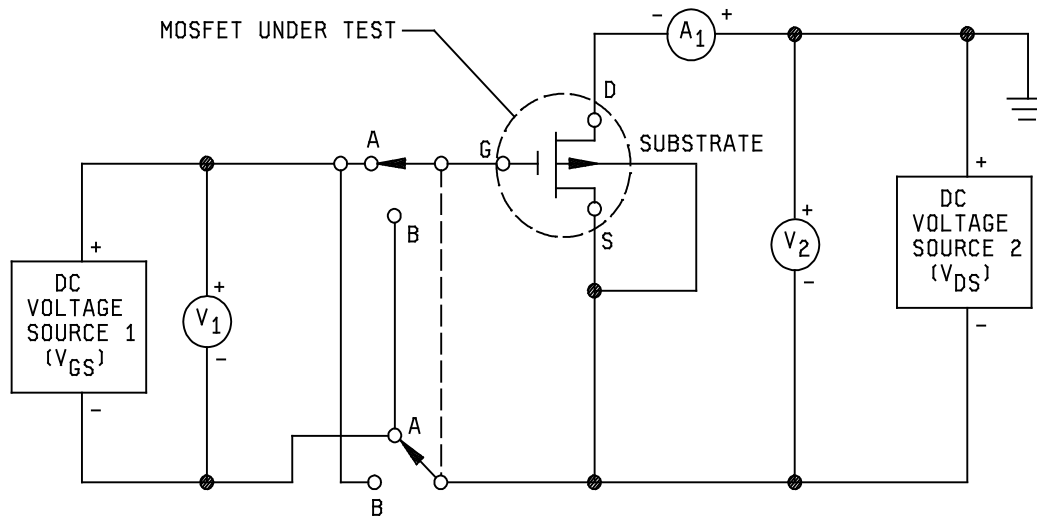 MOSFET UNDER TEST
- A1 +
D
SUBSTRATE
A
G
B
S
+
DC
VOLTAGE
SOURCE 1
(VGS)
-
+
V1
-
A
B
+
V2
-
+
DC
VOLTAGE
SOURCE 2
(VDS)
-